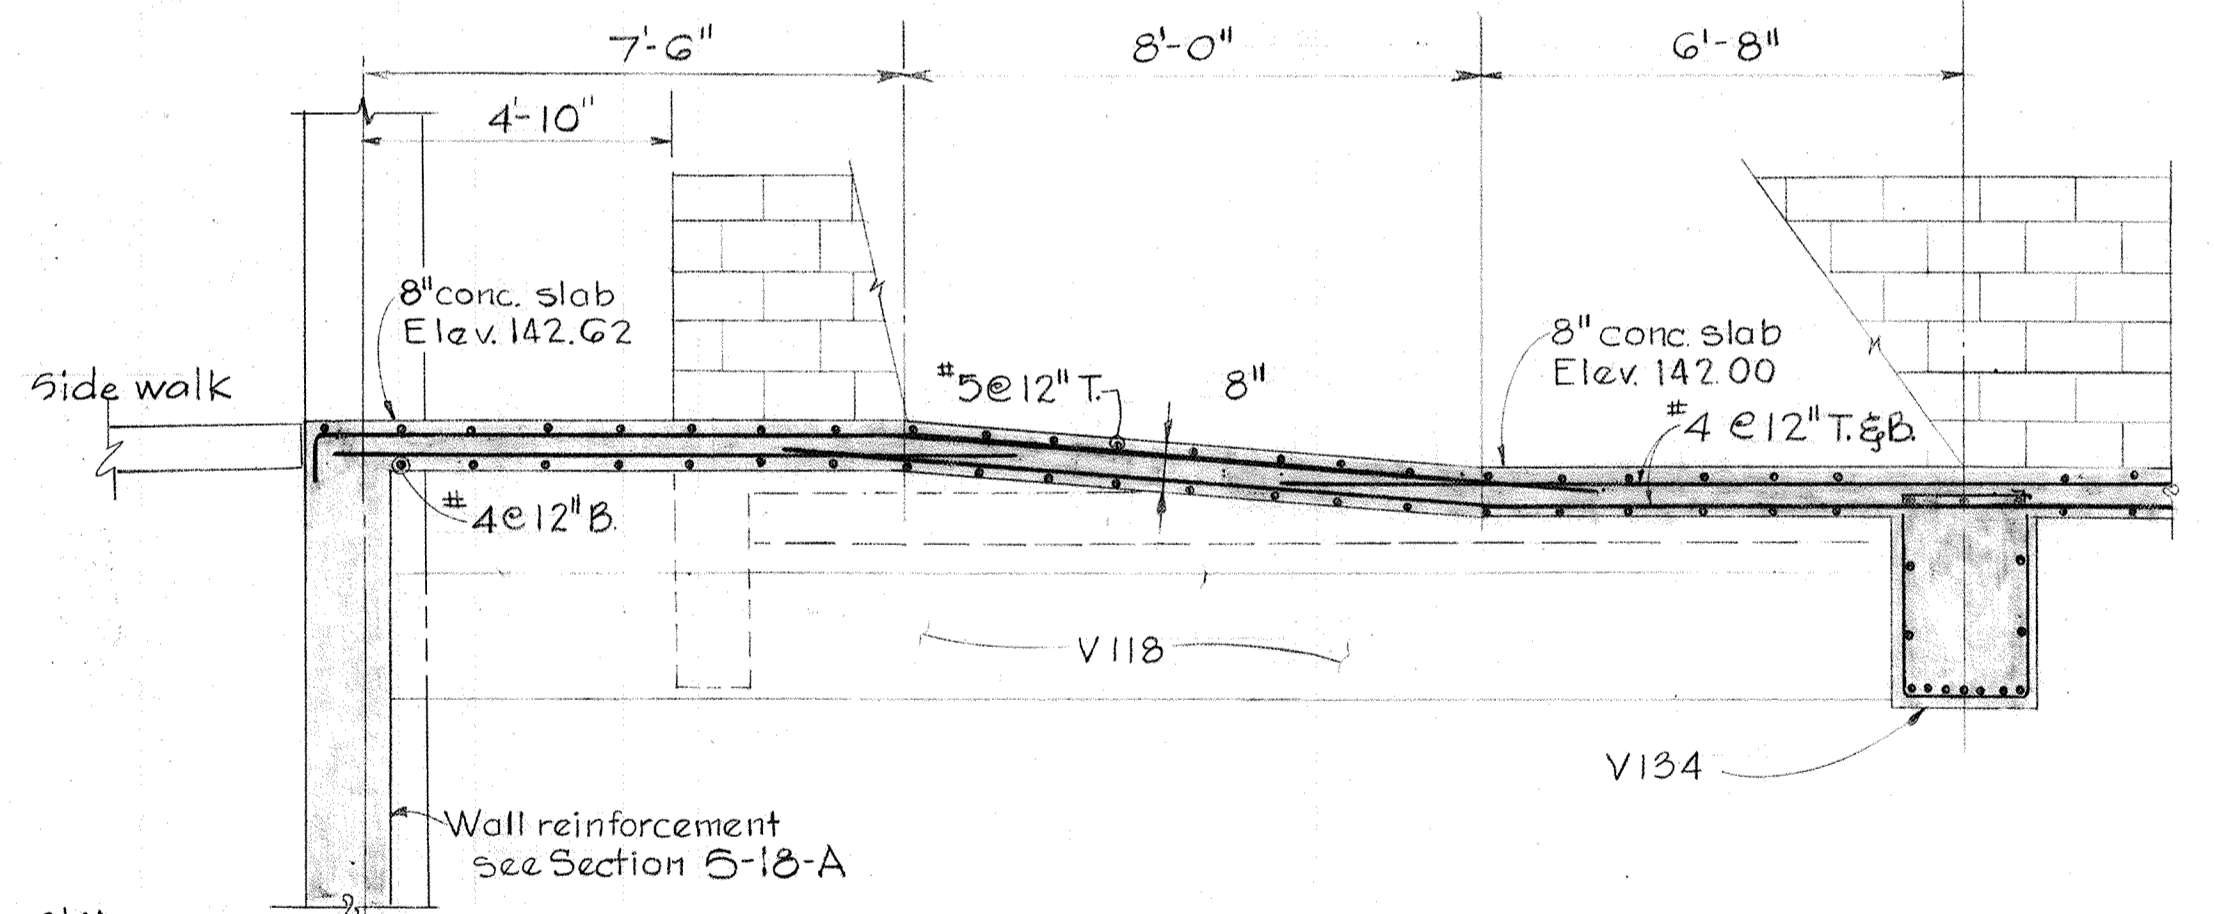 7'-6"
8'-0"
6'-8"
4'-10"
8" conc. slab
Elev. 142.62
8" conc. slab
Elev. 142.00
Side walk
#5@12" T.
8"
#4 @12" T.&B.
#4@12" B.
V118
V134
Wall reinforcement
see Section 5-18-A